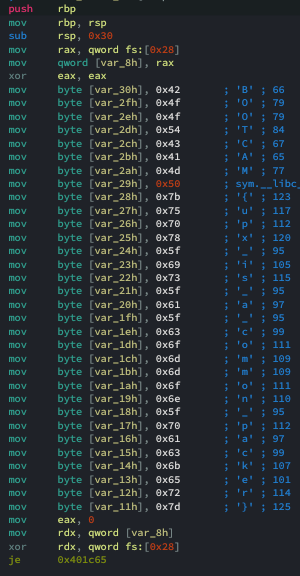 push rbp
mov rbp, rsp
sub rsp, 0x30
mov rax, qword fs:[0x28]
mov qword [var_8h], rax
xor eax, eax
mov byte [var_30h], 0x42 ; 'B' ; 66
mov byte [var_2fh], 0x4f ; 'O' ; 79
mov byte [var_2eh], 0x4f ; 'O' ; 79
mov byte [var_2dh], 0x54 ; 'T' ; 84
mov byte [var_2ch], 0x43 ; 'C' ; 67
mov byte [var_2bh], 0x41 ; 'A' ; 65
mov byte [var_2ah], 0x4d ; 'M' ; 77
mov byte [var_29h], 0x50 ; sym.__libc_
mov byte [var_28h], 0x7b ; '{' ; 123
mov byte [var_27h], 0x75 ; 'u' ; 117
mov byte [var_26h], 0x70 ; 'p' ; 112
mov byte [var_25h], 0x78 ; 'x' ; 120
mov byte [var_24h], 0x5f ; '_' ; 95
mov byte [var_23h], 0x69 ; 'i' ; 105
mov byte [var_22h], 0x73 ; 's' ; 115
mov byte [var_21h], 0x5f ; '_' ; 95
mov byte [var_20h], 0x61 ; 'a' ; 97
mov byte [var_1fh], 0x5f ; '_' ; 95
mov byte [var_1eh], 0x63 ; 'c' ; 99
mov byte [var_1dh], 0x6f ; 'o' ; 111
mov byte [var_1ch], 0x6d ; 'm' ; 109
mov byte [var_1bh], 0x6d ; 'm' ; 109
mov byte [var_1ah], 0x6f ; 'o' ; 111
mov byte [var_19h], 0x6e ; 'n' ; 110
mov byte [var_18h], 0x5f ; '_' ; 95
mov byte [var_17h], 0x70 ; 'p' ; 112
mov byte [var_16h], 0x61 ; 'a' ; 97
mov byte [var_15h], 0x63 ; 'c' ; 99
mov byte [var_14h], 0x6b ; 'k' ; 107
mov byte [var_13h], 0x65 ; 'e' ; 101
mov byte [var_12h], 0x72 ; 'r' ; 114
mov byte [var_11h], 0x7d ; '}' ; 125
mov eax, 0
mov rdx, qword [var_8h]
xor rdx, qword fs:[0x28]
je 0x401c65